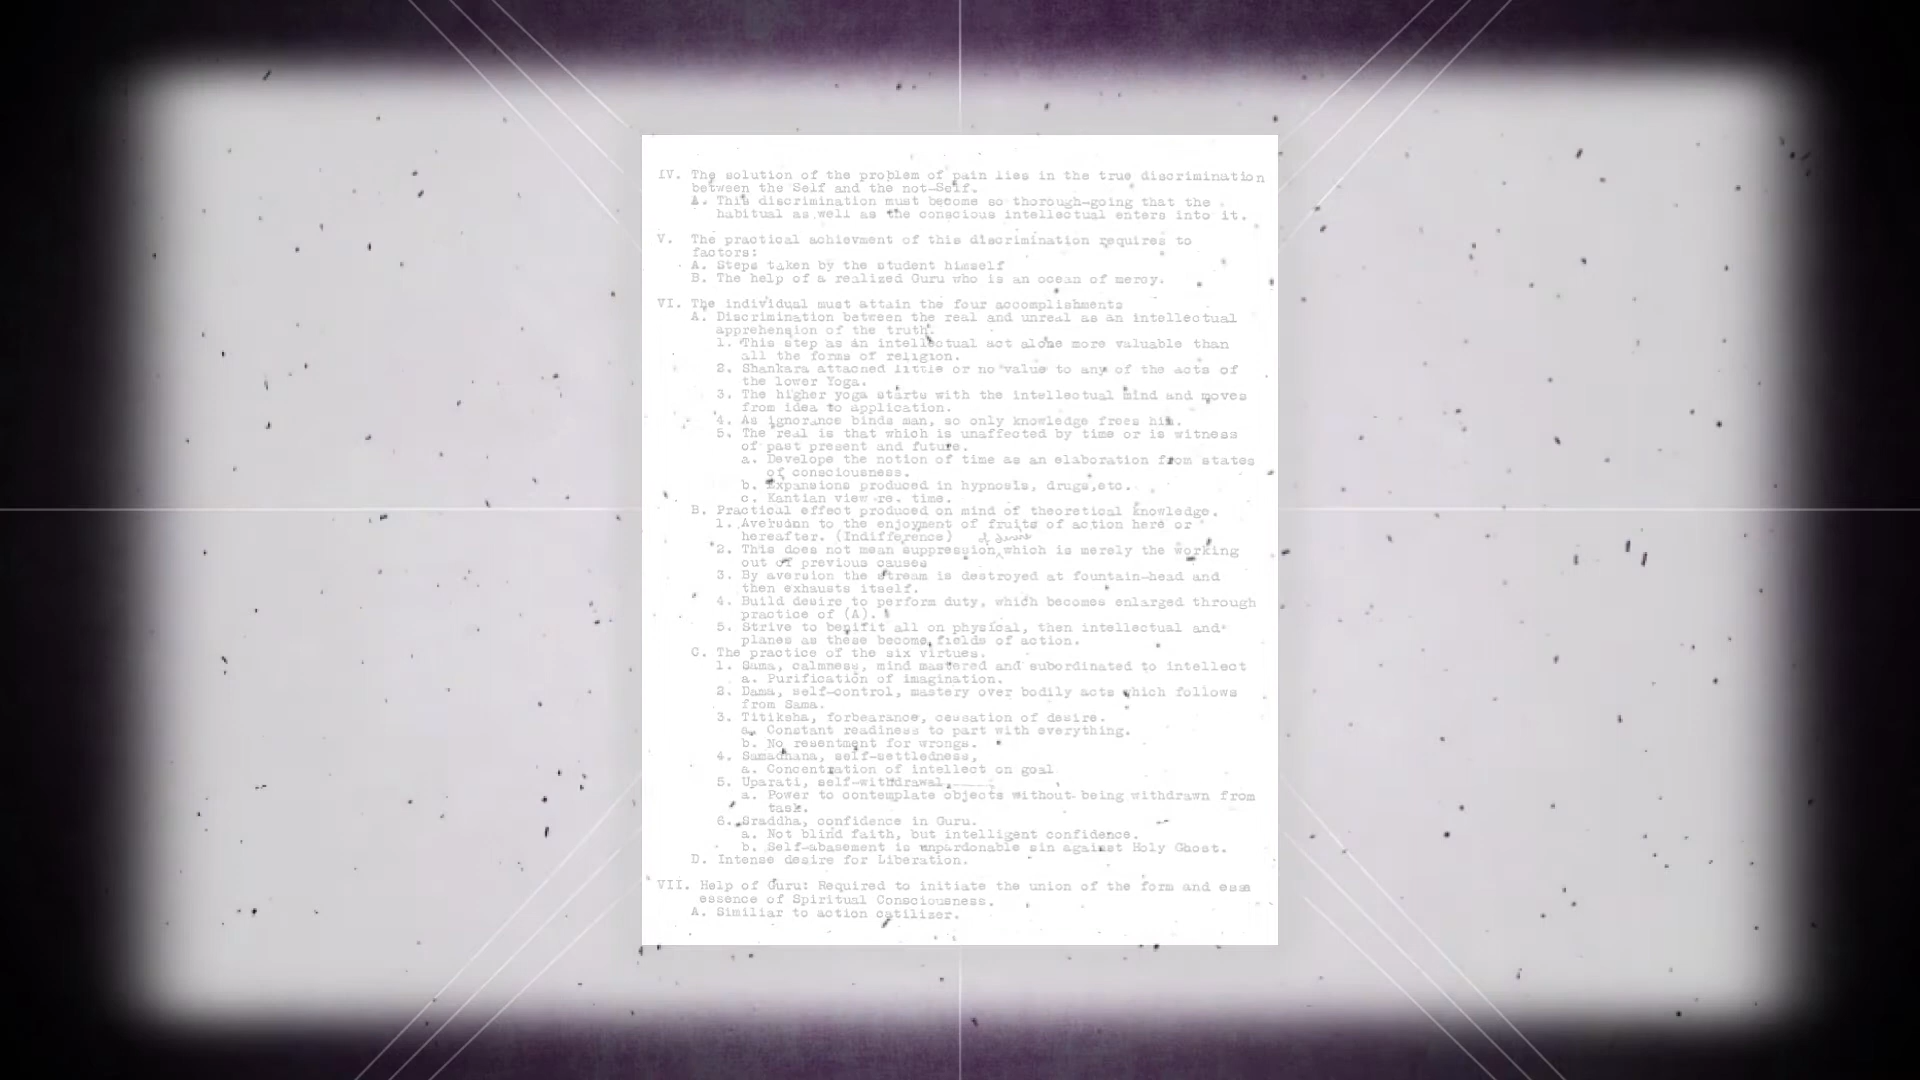 IV. The solution of the problem of pain lies in the true discrimination
between the Self and the not-Self.
A. This discrimination must become so thorough-going that the
habitual as well as the conscious intellectual enters into it.
V. The practical achievment of this discrimination requires to
factors:
A. Steps taken by the student himself
B. The help of a realized Guru who is an ocean of mercy.
VI. The individual must attain the four accomplishments
A. Discrimination between the real and unreal as an intellectual
apprehension of the truth.
1. This step as an intellectual act alone more valuable than
all the forms of religion.
2. Shankara attached little or no value to any of the acts of
the lower Yoga.
3. The higher yoga starts with the intellectual mind and moves
from idea to application.
4. As ignorance binds man, so only knowledge frees him.
5. The real is that which is unaffected by time or is witness
of past present and future.
a. Develope the notion of time as an elaboration from states
of consciousness.
b. Expansions produced in hypnosis, drugs,etc.
c. Kantian view re. time.
B. Practical effect produced on mind of theoretical knowledge.
1. Aversion to the enjoyment of fruits of action here or
hereafter. (Indifference)
of desire
2. This does not mean suppression which is merely the working
out of previous causes
3. By aversion the stream is destroyed at fountain-head and
then exhausts itself.
4. Build desire to perform duty, which becomes enlarged through
practice of (A).
5. Strive to benifit all on physical, then intellectual and
planes as these become fields of action.
C. The practice of the six virtues.
1. Sama, calmness, mind mastered and subordinated to intellect
a. Purification of imagination.
2. Dama, self-control, mastery over bodily acts which follows
from Sama.
3. Titiksha, forbearance, cessation of desire.
a. Constant readiness to part with everything.
b. No resentment for wrongs.
4. Samadhana, self-settledness,
a. Concentration of intellect on goal
5. Uparati, self-withdrawal.
a. Power to contemplate objects without being withdrawn from
task.
6. Sraddha, confidence in Guru.
a. Not blind faith, but intelligent confidence.
b. Self-abasement is unpardonable sin against Holy Ghost.
D. Intense desire for Liberation.
VII. Help of Guru: Required to initiate the union of the form and essa
essence of Spiritual Consciousness.
A. Similiar to action catilizer.